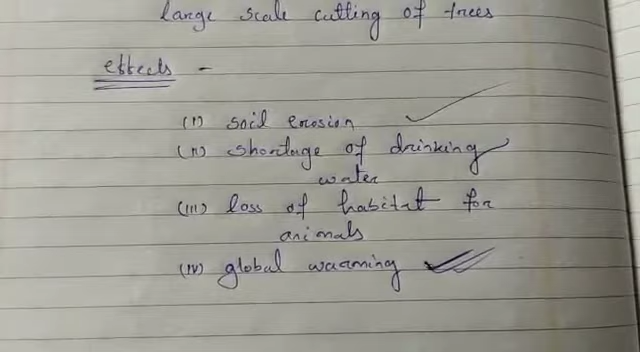 large scale cutting of trees
effects -
(i) soil erosion
(ii) shortage of drinking
water
(iii) loss of habitat for
animals
(iv) global warming